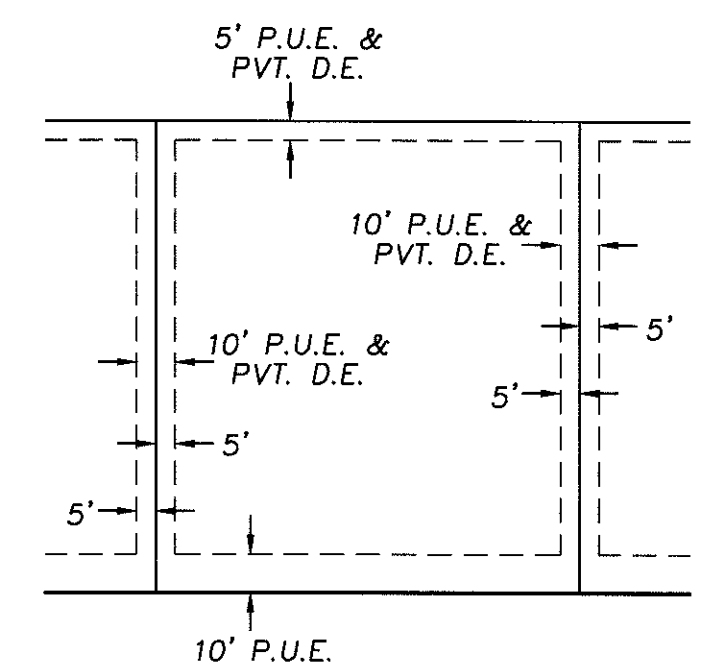 5' P.U.E. &
PVT. D.E.
10' P.U.E. &
PVT. D.E.
5'
10' P.U.E. &
PVT. D.E.
5'
5'
5'
10' P.U.E.